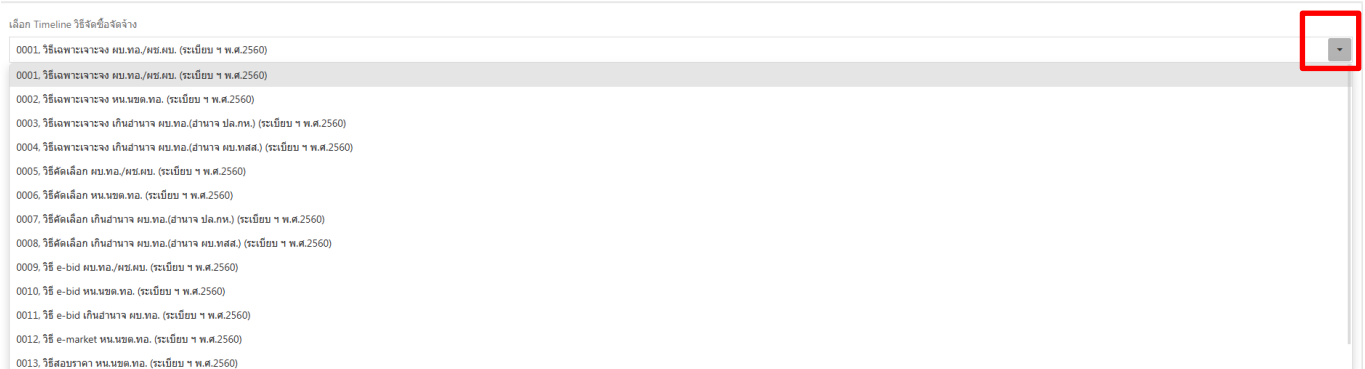 เลือก Timeline วิธีจัดซื้อจัดจ้าง
0001, วิธีเฉพาะเจาะจง ผบ.ทอ./ผช.ผบ. (ระเบียบ ฯ พ.ศ.2560)
0001, วิธีเฉพาะเจาะจง ผบ.ทอ./ผช.ผบ. (ระเบียบ ฯ พ.ศ.2560)
0002, วิธีเฉพาะเจาะจง หน.นขต.ทอ. (ระเบียบ ฯ พ.ศ.2560)
0003, วิธีเฉพาะเจาะจง เกินอำนาจ ผบ.ทอ.(อำนาจ ปล.กห.) (ระเบียบ ฯ พ.ศ.2560)
0004, วิธีเฉพาะเจาะจง เกินอำนาจ ผบ.ทอ.(อำนาจ ผบ.ทสส.) (ระเบียบ ฯ พ.ศ.2560)
0005, วิธีคัดเลือก ผบ.ทอ./ผช.ผบ. (ระเบียบ ฯ พ.ศ.2560)
0006, วิธีคัดเลือก หน.นขต.ทอ. (ระเบียบ ฯ พ.ศ.2560)
0007, วิธีคัดเลือก เกินอำนาจ ผบ.ทอ.(อำนาจ ปล.กห.) (ระเบียบ ฯ พ.ศ.2560)
0008, วิธีคัดเลือก เกินอำนาจ ผบ.ทอ.(อำนาจ ผบ.ทสส.) (ระเบียบ ฯ พ.ศ.2560)
0009, วิธี e-bid ผบ.ทอ./ผช.ผบ. (ระเบียบ ฯ พ.ศ.2560)
0010, วิธี e-bid หน.นขต.ทอ. (ระเบียบ ฯ พ.ศ.2560)
0011, วิธี e-bid เกินอำนาจ ผบ.ทอ. (ระเบียบ ฯ พ.ศ.2560)
0012, วิธี e-market หน.นขต.ทอ. (ระเบียบ ฯ พ.ศ.2560)
0013, วิธีสอบราคา หน.นขต.ทอ. (ระเบียบ ฯ พ.ศ.2560)